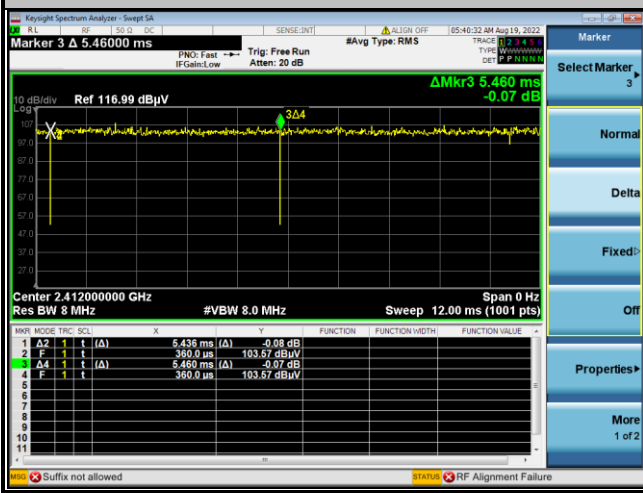 Keysight Spectrum Analyzer - Swept SA
RL RF 50 Ω DC SENSE:INT ALIGN OFF 05:40:32 AM Aug 19, 2022
Marker 3 Δ 5.46000 ms
PNO: Fast
IFGain:Low
Trig: Free Run
Atten: 20 dB
#Avg Type: RMS
TRACE 1 2 3 4 5 6
TYPE WWWWWW
DET P P N N N N
ΔMkr3 5.460 ms
-0.07 dB
10 dB/div Ref 116.99 dBµV
Log
107
97.0
87.0
77.0
67.0
57.0
47.0
37.0
27.0
3Δ4
Center 2.412000000 GHz Span 0 Hz
Res BW 8 MHz #VBW 8.0 MHz Sweep 12.00 ms (1001 pts)
MKR MODE TRC SCL X Y FUNCTION FUNCTION WIDTH FUNCTION VALUE
1 Δ2 1 t (Δ) 5.436 ms (Δ) -0.08 dB
2 F 1 t 360.0 µs 103.57 dBµV
3 Δ4 1 t (Δ) 5.460 ms (Δ) -0.07 dB
4 F 1 t 360.0 µs 103.57 dBµV
5
6
7
8
9
10
11
MSG Suffix not allowed STATUS RF Alignment Failure
Marker
Select Marker
3
Normal
Delta
Fixed
Off
Properties
More
1 of 2